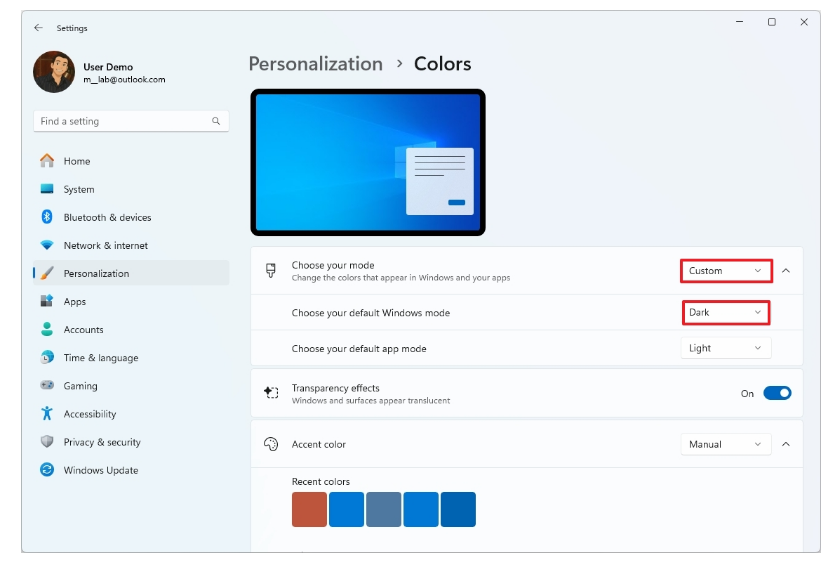 Settings
User Demo
m_lab@outlook.com
Find a setting
Home
System
Bluetooth & devices
Network & internet
Personalization
Apps
Accounts
Time & language
Gaming
Accessibility
Privacy & security
Windows Update
Personalization > Colors
Choose your mode
Change the colors that appear in Windows and your apps
Custom
Choose your default Windows mode
Dark
Choose your default app mode
Light
Transparency effects
Windows and surfaces appear translucent
On
Accent color
Manual
Recent colors